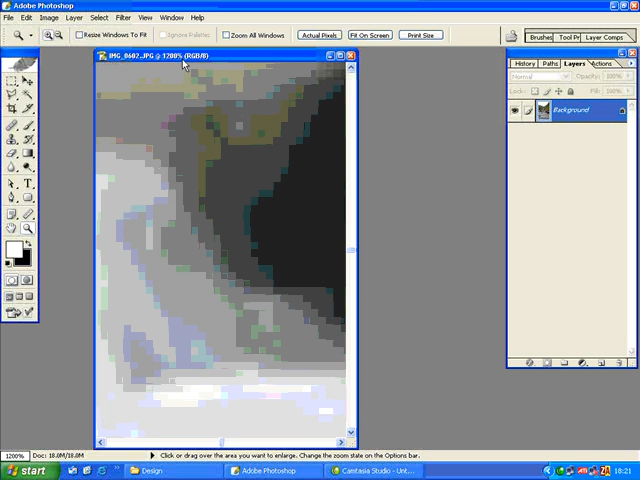 Adobe Photoshop
File Edit Image Layer Select Filter View Window Help
Resize Windows To Fit Ignore Palettes Zoom All Windows Actual Pixels Fit On Screen Print Size Brushes Tool Pr Layer Comps
IMG_0602.JPG @ 1200% (RGB/8)
History Paths Layers Actions
Normal Opacity: 100%
Lock: Fill: 100%
Background
T
1200% Doc: 18.0M/18.0M Click or drag over the area you want to enlarge. Change the zoom state on the Options bar.
start Design Adobe Photoshop Camtasia Studio - Unt... 18:21